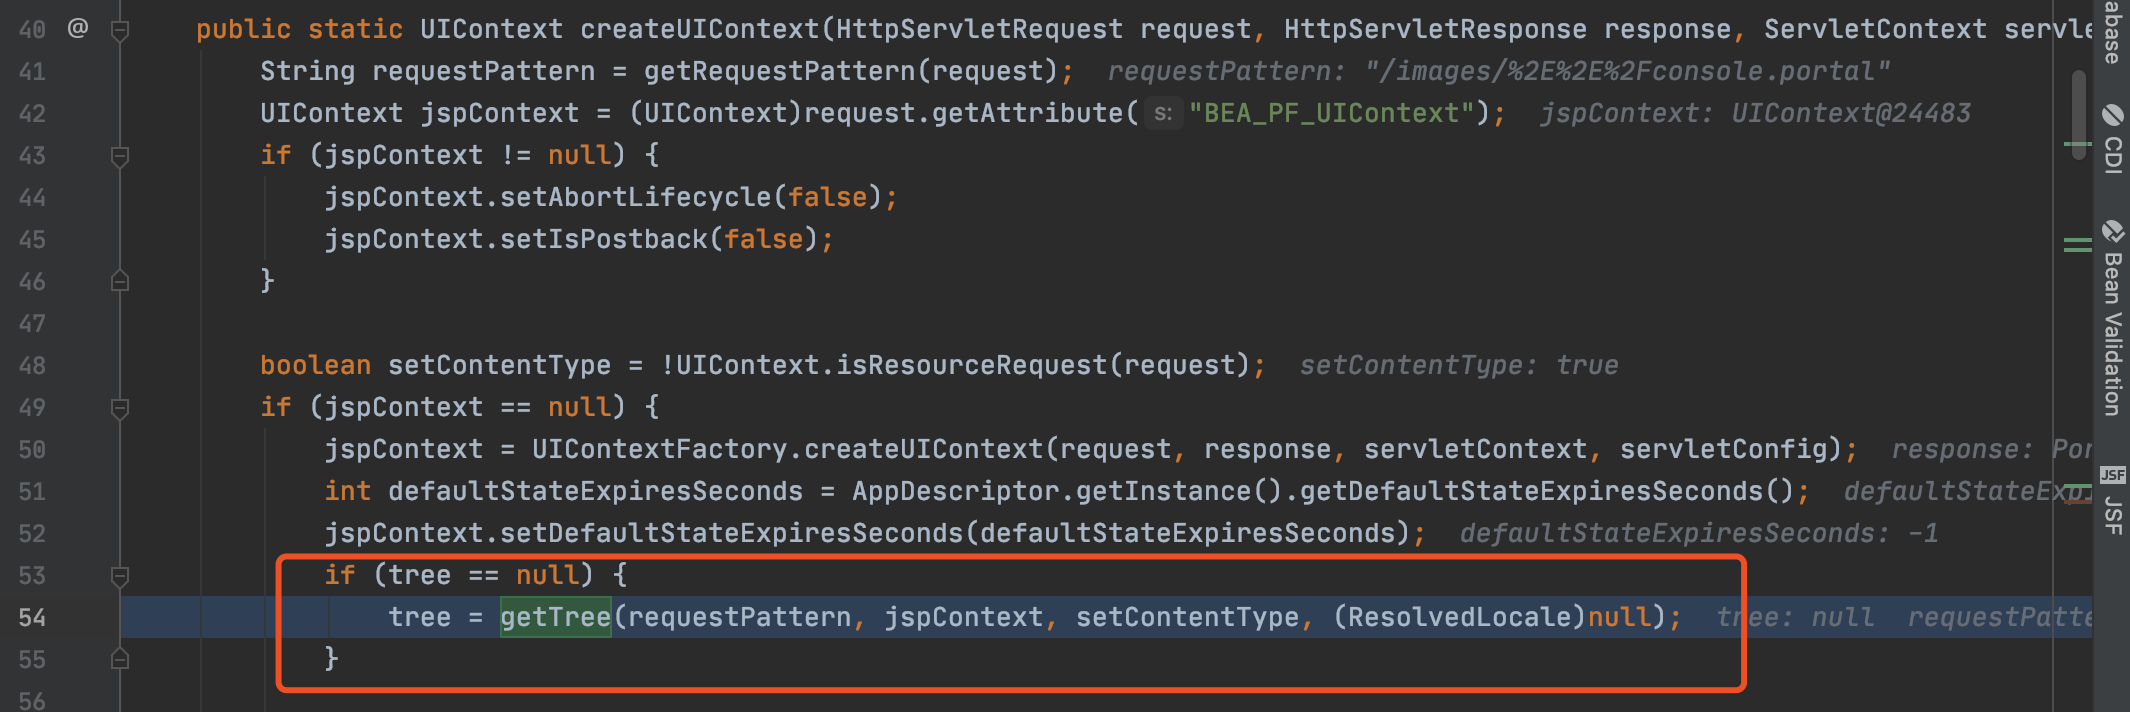 40 @ public static UIContext createUIContext(HttpServletRequest request, HttpServletResponse response, ServletContext servle
41 String requestPattern = getRequestPattern(request); requestPattern: "/images/%2E%2E%2Fconsole.portal"
42 UIContext jspContext = (UIContext)request.getAttribute( s: "BEA_PF_UIContext"); jspContext: UIContext@24483
43 if (jspContext != null) {
44 jspContext.setAbortLifecycle(false);
45 jspContext.setIsPostback(false);
46 }
47
48 boolean setContentType = !UIContext.isResourceRequest(request); setContentType: true
49 if (jspContext == null) {
50 jspContext = UIContextFactory.createUIContext(request, response, servletContext, servletConfig); response: Por
51 int defaultStateExpiresSeconds = AppDescriptor.getInstance().getDefaultStateExpiresSeconds(); defaultStateExpi
52 jspContext.setDefaultStateExpiresSeconds(defaultStateExpiresSeconds); defaultStateExpiresSeconds: -1
53 if (tree == null) {
54 tree = getTree(requestPattern, jspContext, setContentType, (ResolvedLocale)null); tree: null requestPatte
55 }
56
abase
CDI
Bean Validation
JSF
JSF